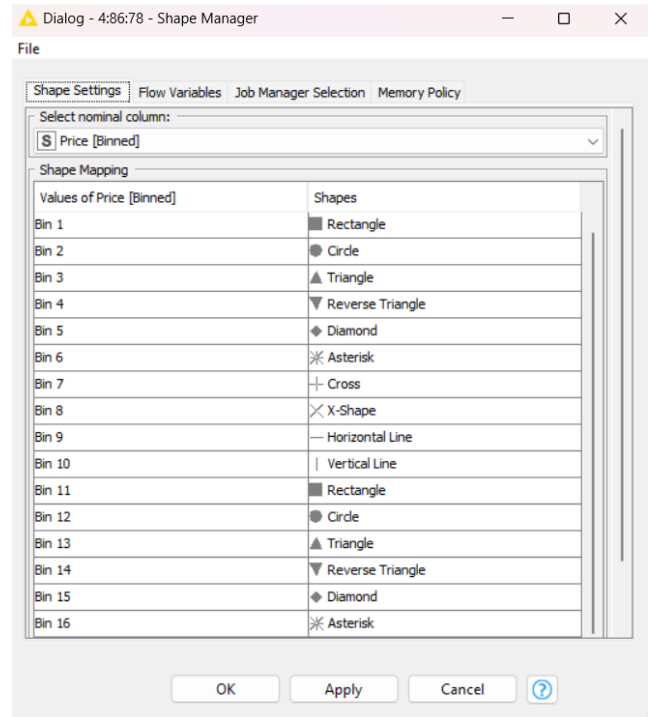 Dialog - 4:86:78 - Shape Manager
File
Shape Settings Flow Variables Job Manager Selection Memory Policy
Select nominal column:
S Price [Binned]
Shape Mapping
Values of Price [Binned] Shapes
Bin 1 Rectangle
Bin 2 Circle
Bin 3 Triangle
Bin 4 Reverse Triangle
Bin 5 Diamond
Bin 6 Asterisk
Bin 7 Cross
Bin 8 X-Shape
Bin 9 Horizontal Line
Bin 10 Vertical Line
Bin 11 Rectangle
Bin 12 Circle
Bin 13 Triangle
Bin 14 Reverse Triangle
Bin 15 Diamond
Bin 16 Asterisk
OK Apply Cancel ?